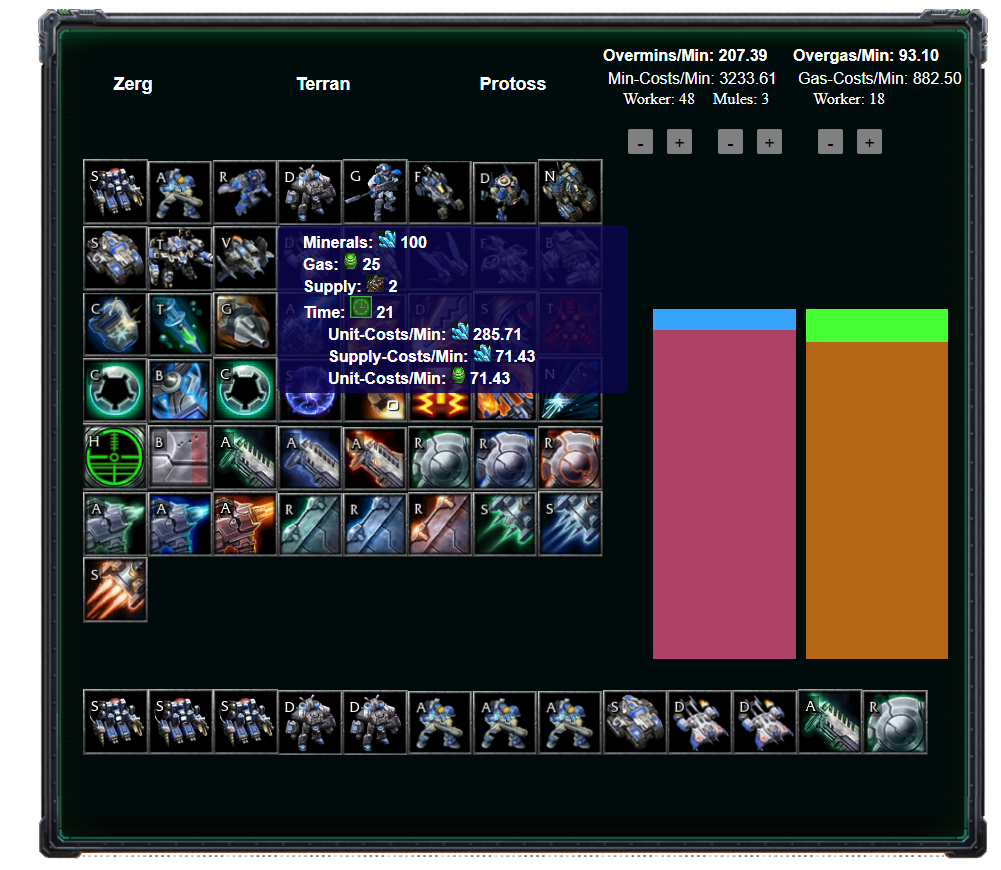 Overmins/Min: 207.39 Overgas/Min: 93.10
Zerg Terran Protoss Min-Costs/Min: 3233.61 Gas-Costs/Min: 882.50
Worker: 48 Mules: 3 Worker: 18
- + - + - +
S A R D G F D N
S T V D F B
Minerals: 100
Gas: 25
Supply: 2
Time: 21
Unit-Costs/Min: 285.71
Supply-Costs/Min: 71.43
Unit-Costs/Min: 71.43
C T G D S T
C B C S N
H B A A A R R R
A A A R R R S S
S
S S S D D A A A S D D A R